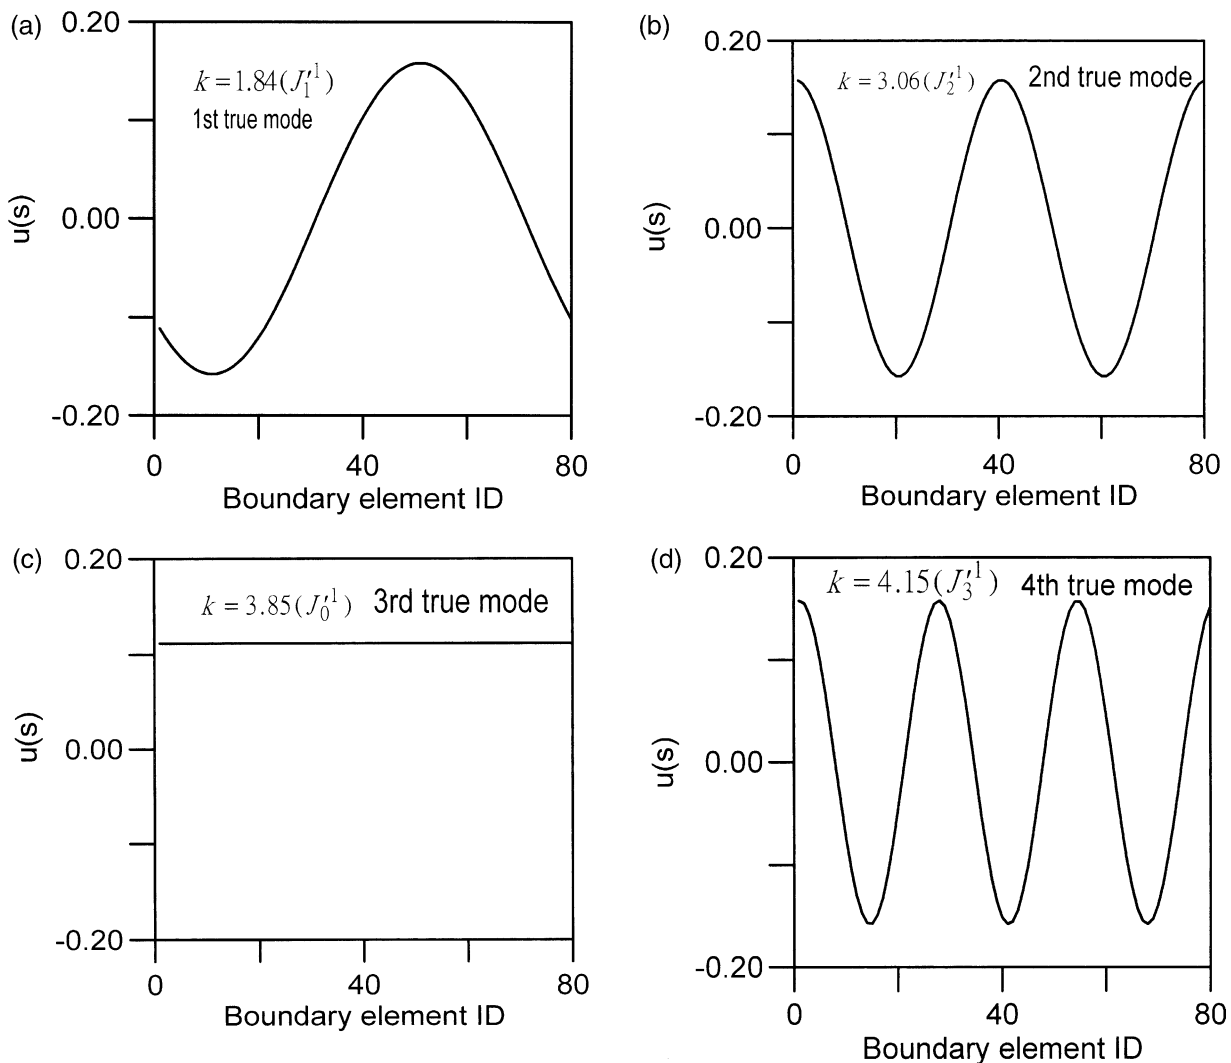 (a)
0.20
k = 1.84(J′₁¹)
1st true mode
0.00
u(s)
-0.20
0 40 80
Boundary element ID
(b)
0.20
k = 3.06(J′₂¹) 2nd true mode
0.00
u(s)
-0.20
0 40 80
Boundary element ID
(c)
0.20
k = 3.85(J′₀¹) 3rd true mode
0.00
u(s)
-0.20
0 40 80
Boundary element ID
(d)
0.20
k = 4.15(J′₃¹) 4th true mode
0.00
u(s)
-0.20
0 40 80
Boundary element ID